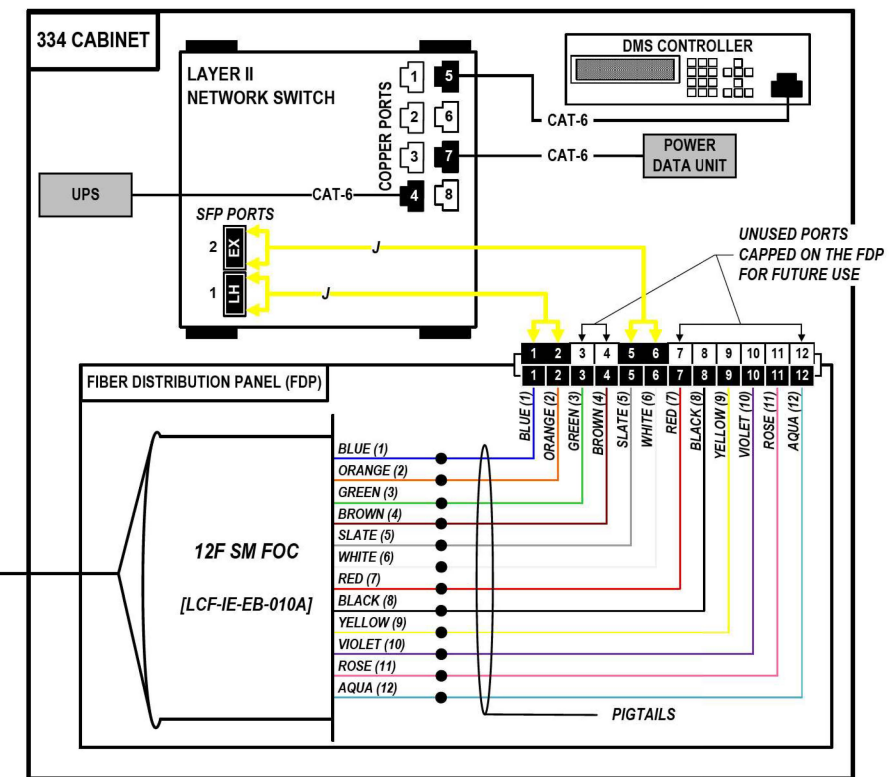 334 CABINET
LAYER II
NETWORK SWITCH
COPPER PORTS
1 5
2 6
3 7
4 8
DMS CONTROLLER
CAT-6
CAT-6
POWER
DATA UNIT
UPS
CAT-6
SFP PORTS
2 EX
J
1 LH
J
UNUSED PORTS
CAPPED ON THE FDP
FOR FUTURE USE
1 2 3 4 5 6 7 8 9 10 11 12
1 2 3 4 5 6 7 8 9 10 11 12
FIBER DISTRIBUTION PANEL (FDP)
BLUE (1)
ORANGE (2)
GREEN (3)
BROWN (4)
SLATE (5)
WHITE (6)
RED (7)
BLACK (8)
YELLOW (9)
VIOLET (10)
ROSE (11)
AQUA (12)
12F SM FOC
[LCF-IE-EB-010A]
BLUE (1)
ORANGE (2)
GREEN (3)
BROWN (4)
SLATE (5)
WHITE (6)
RED (7)
BLACK (8)
YELLOW (9)
VIOLET (10)
ROSE (11)
AQUA (12)
PIGTAILS